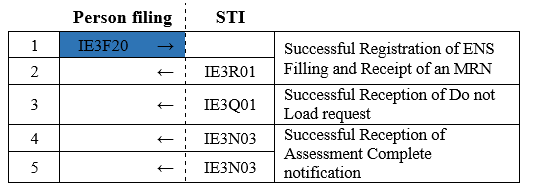 Person filing STI
1 IE3F20 → Successful Registration of ENS
2 ← IE3R01 Filling and Receipt of an MRN
3 ← IE3Q01 Successful Reception of Do not
Load request
4 ← IE3N03 Successful Reception of
Assessment Complete
5 ← IE3N03 notification